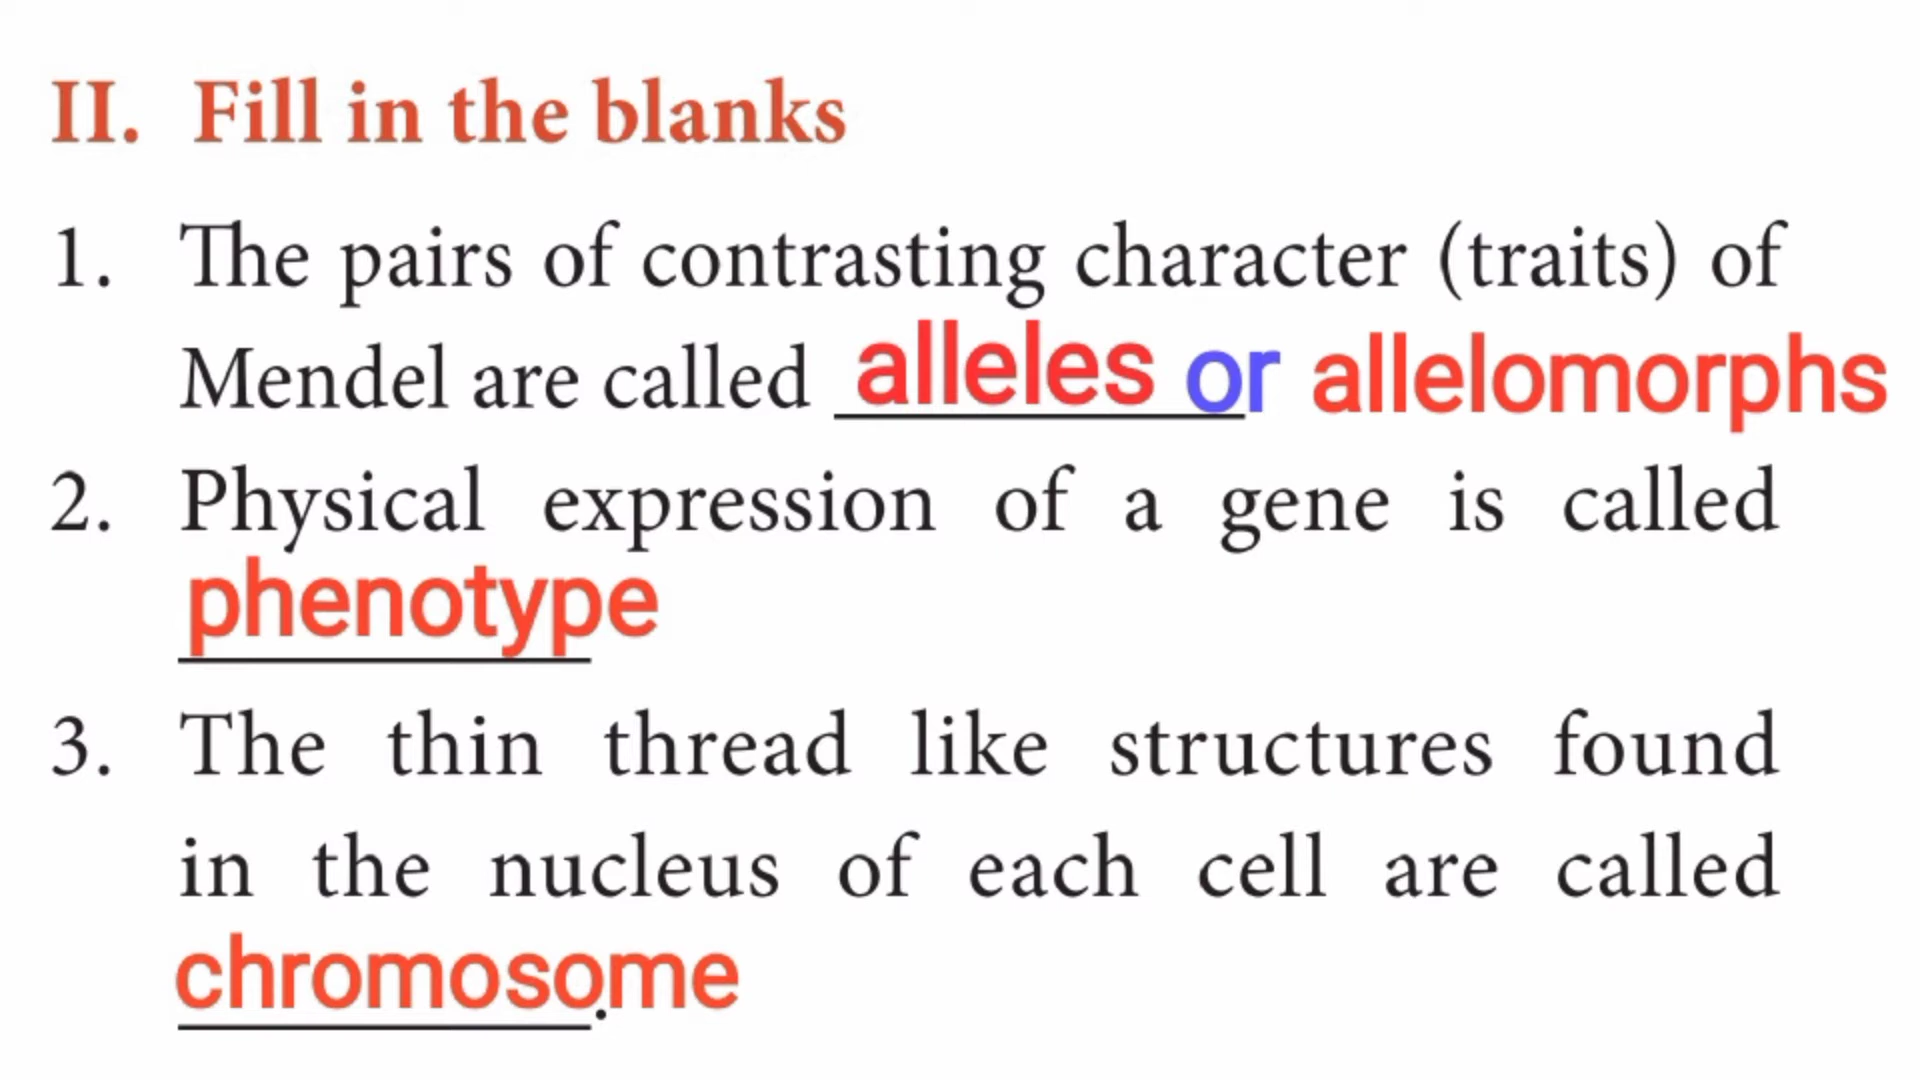 II. Fill in the blanks
1. The pairs of contrasting character (traits) of
Mendel are called alleles or allelomorphs
2. Physical expression of a gene is called
phenotype
3. The thin thread like structures found
in the nucleus of each cell are called
chromosome.